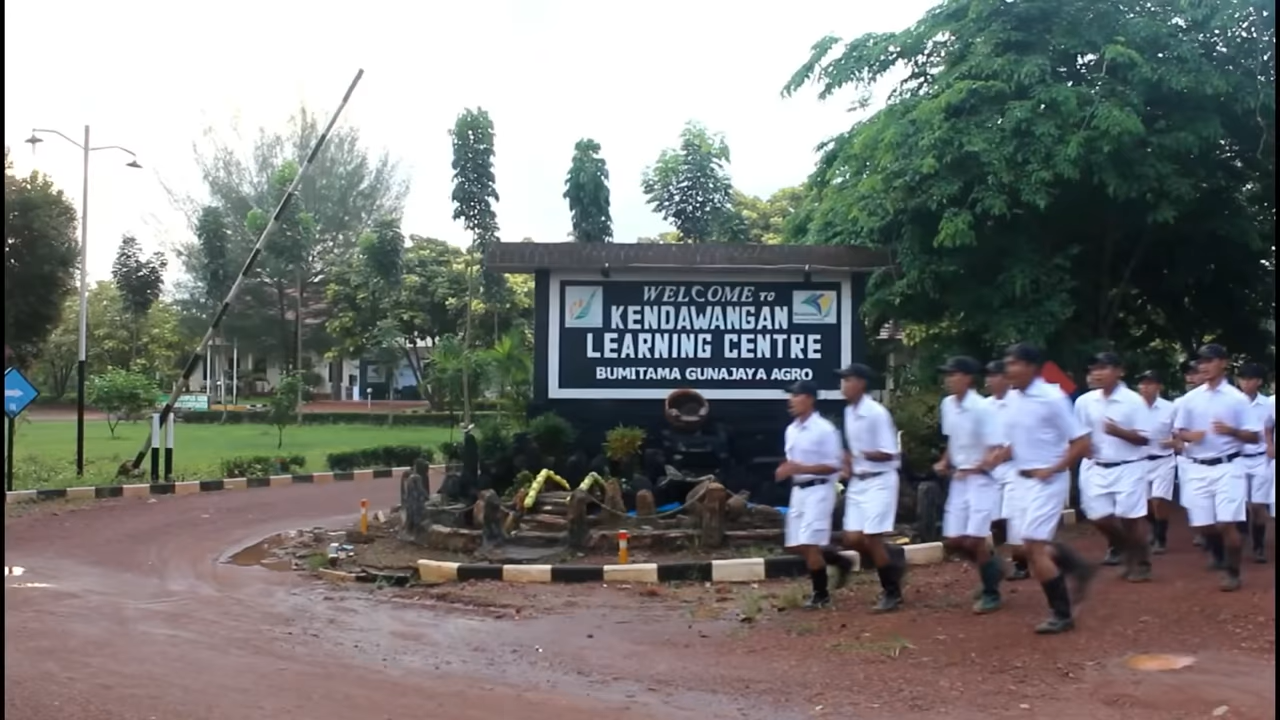 WELCOME TO
KENDAWANGAN
LEARNING CENTRE
BUMITAMA GUNAJAYA AGRO